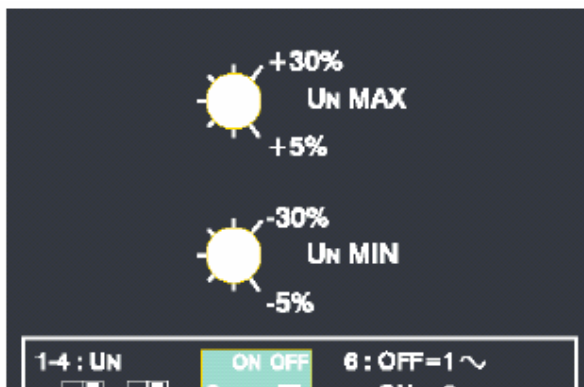 +30%
UN MAX
+5%
-30%
UN MIN
-5%
1-4 : UN ON OFF 6 : OFF=1∼